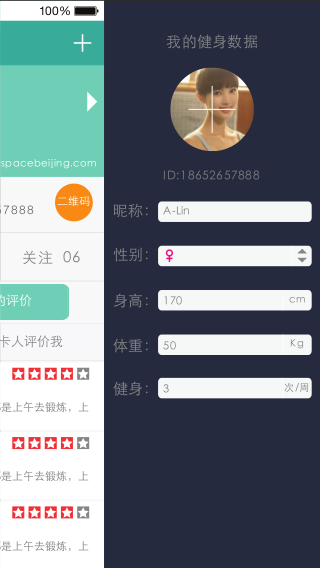 100%
spacebeijing.com
57888
二维码
关注 06
的评价
卡人评价我
是上午去锻炼，上
是上午去锻炼，上
是上午去锻炼，上
我的健身数据
ID:18652657888
昵称： A-Lin
性别： ♀
身高： 170 cm
体重： 50 Kg
健身： 3 次/周